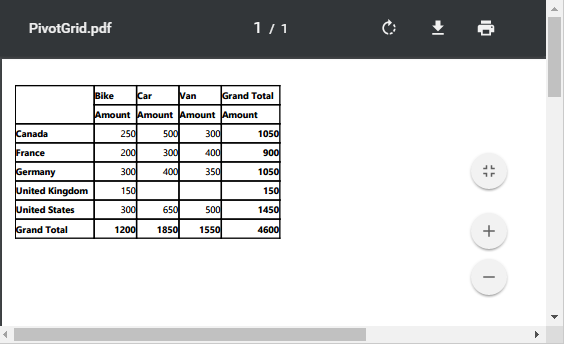 PivotGrid.pdf 1 / 1
Bike Car Van Grand Total
Amount Amount Amount Amount
Canada 250 500 300 1050
France 200 300 400 900
Germany 300 400 350 1050
United Kingdom 150 150
United States 300 650 500 1450
Grand Total 1200 1850 1550 4600